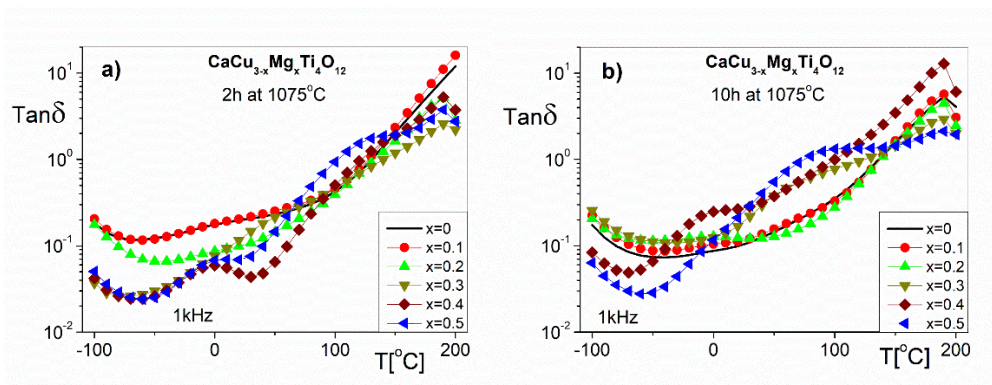 a)
CaCu3-xMgxTi4O12
2h at 1075°C
Tanδ
10^1
10^0
10^-1
10^-2
x=0
x=0.1
x=0.2
x=0.3
x=0.4
x=0.5
1kHz
-100 0 100 200
T[°C]
b)
CaCu3-xMgxTi4O12
10h at 1075°C
Tanδ
10^1
10^0
10^-1
10^-2
x=0
x=0.1
x=0.2
x=0.3
x=0.4
x=0.5
1kHz
-100 0 100 200
T[°C]